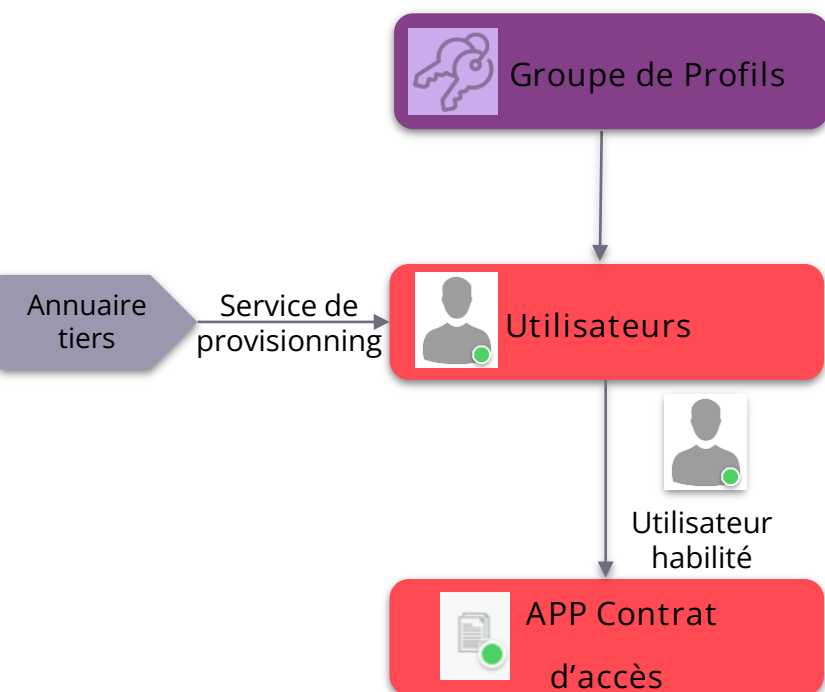 Groupe de Profils
Annuaire
tiers
Service de
provisionning
Utilisateurs
Utilisateur
habilité
APP Contrat
d’accès